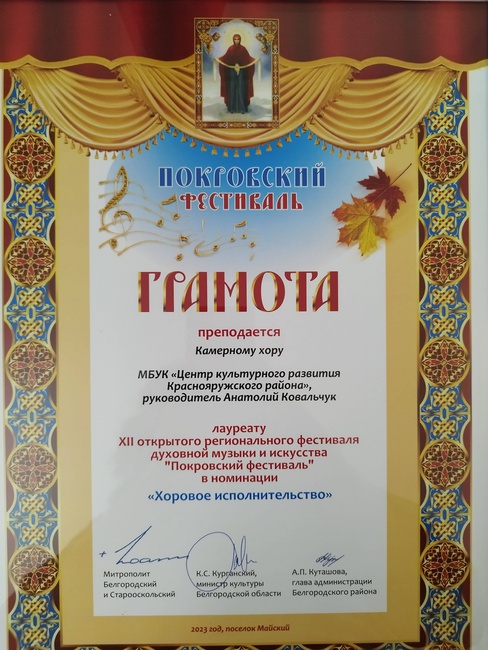 ПОКРОВСКИЙ
ФЕСТИВАЛЬ
ГРАМОТА
преподается
Камерному хору
МБУК «Центр культурного развития
Краснояружского района»,
руководитель Анатолий Ковальчук
лауреату
XII открытого регионального фестиваля
духовной музыки и искусства
"Покровский фестиваль"
в номинации
«Хоровое исполнительство»
Митрополит
Белгородский
и Старооскольский
К.С. Курганский,
министр культуры
Белгородской области
А.П. Куташова,
глава администрации
Белгородского района
2023 год, поселок Майский